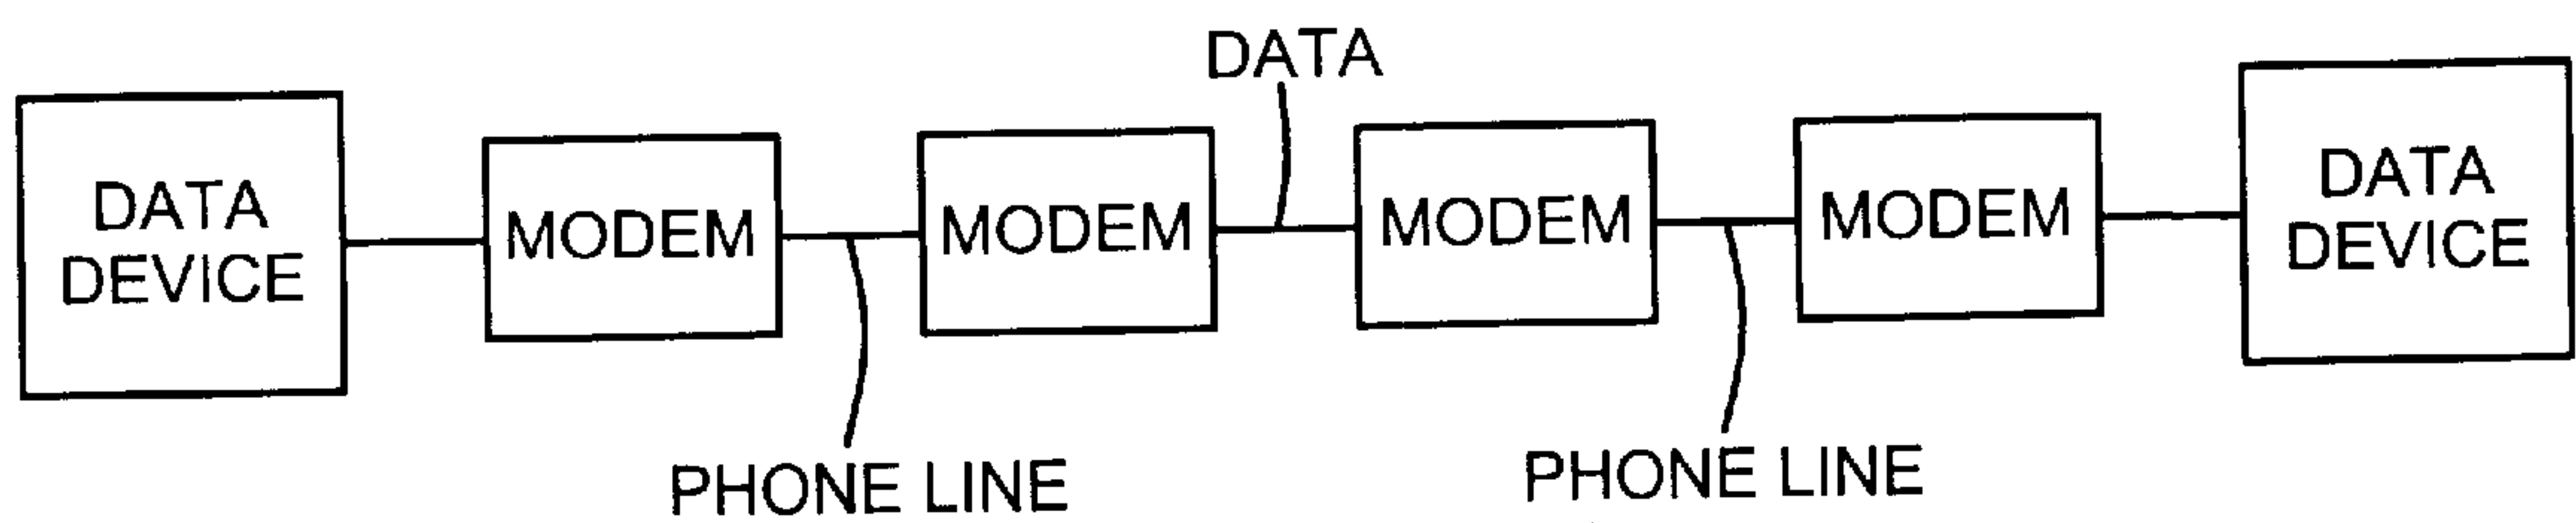 DATA
DATA
DEVICE
MODEM
MODEM
MODEM
MODEM
DATA
DEVICE
PHONE LINE
PHONE LINE